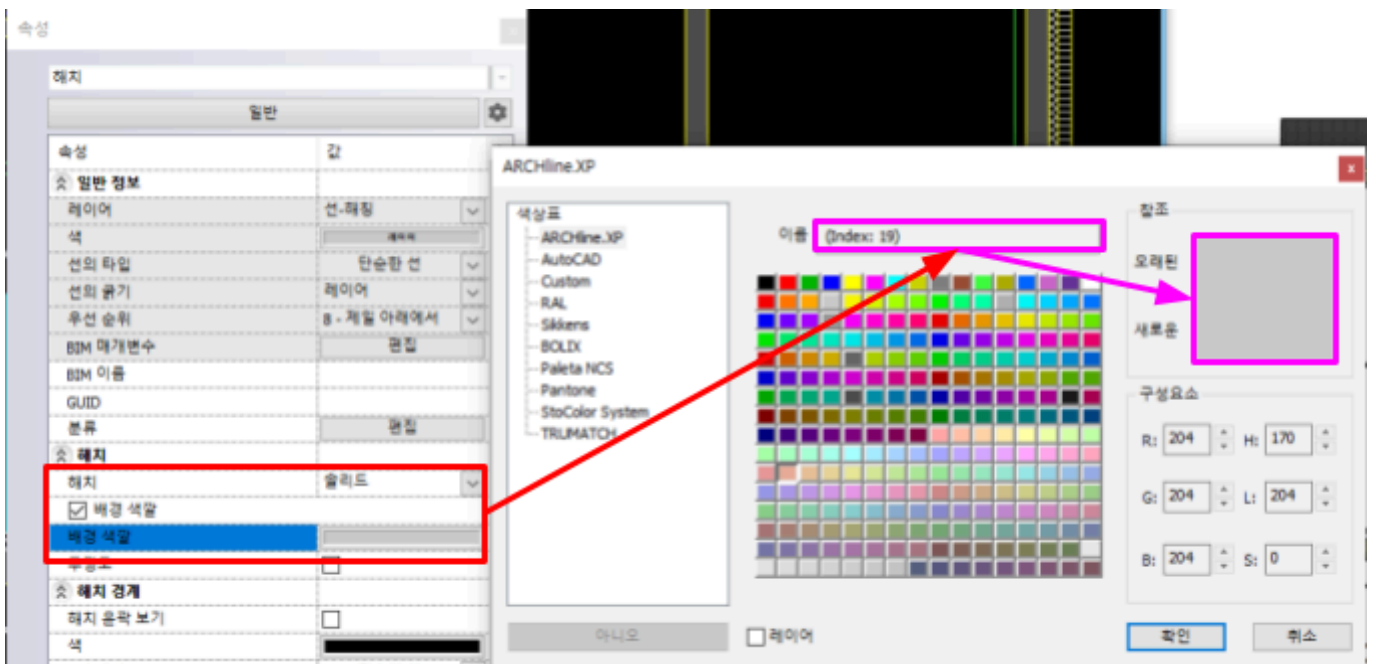 속성
해치
일반
속성 값
일반 정보
레이어 선-해칭
색 레이어
선의 타입 단순한 선
선의 굵기 레이어
우선 순위 8 - 제일 아래에서
BIM 매개변수 편집
BIM 이름
GUID
분류 편집
해치
해치 솔리드
배경 색깔
배경 색깔
투명도
해치 경계
해치 윤곽 보기
색
ARCHline.XP
색상표
ARCHline.XP
AutoCAD
Custom
RAL
Sikkens
BOLIX
Paleta NCS
Pantone
StoColor System
TRUMATCH
아니오
이름 (Index: 19)
레이어
참조
오래된
새로운
구성요소
R: 204 H: 170
G: 204 L: 204
B: 204 S: 0
확인 취소